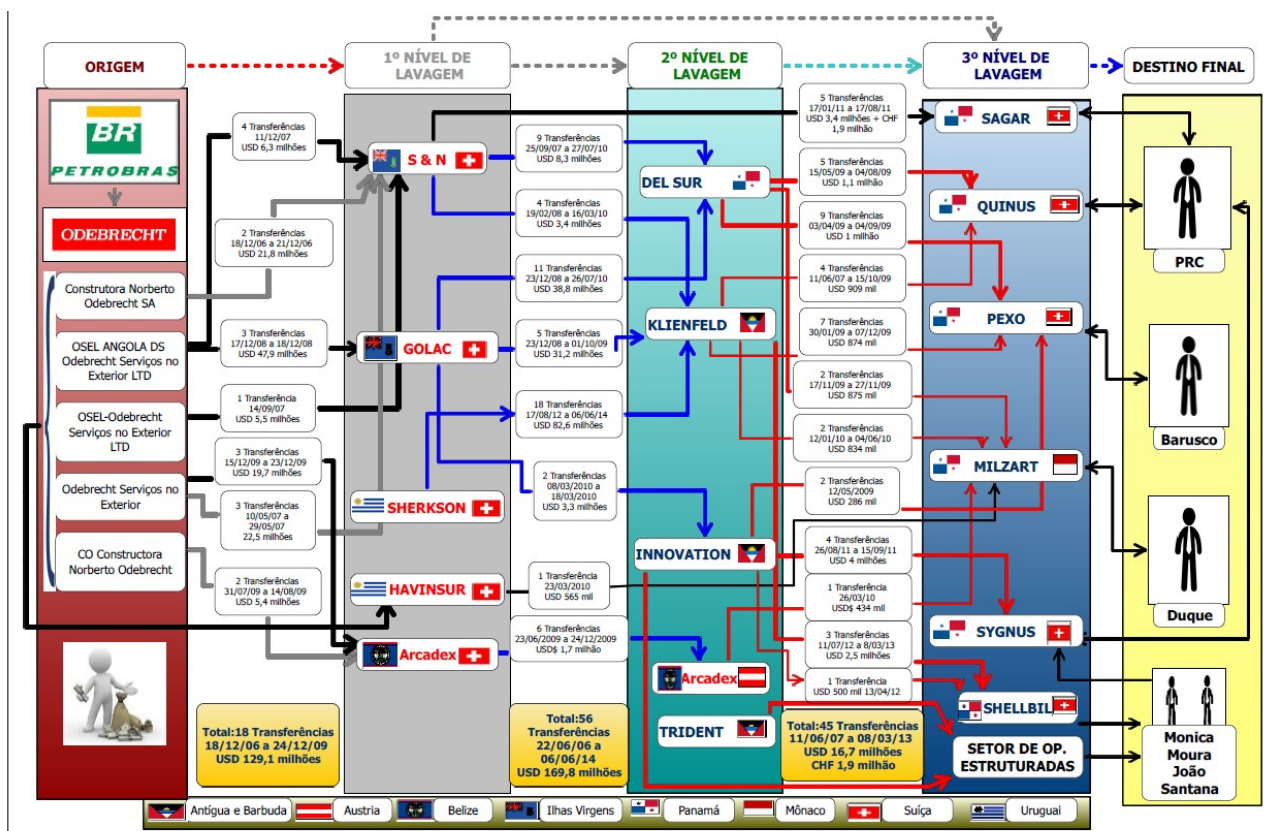 ORIGEM
1º NÍVEL DE
LAVAGEM
2º NÍVEL DE
LAVAGEM
3º NÍVEL DE
LAVAGEM
DESTINO FINAL
BR
PETROBRAS
ODEBRECHT
Construtora Norberto
Odebrecht SA
OSEL ANGOLA DS
Odebrecht Serviços no
Exterior LTD
OSEL-Odebrecht
Serviços no Exterior
LTD
Odebrecht Serviços no
Exterior
CO Constructora
Norberto Odebrecht
4 Transferências
11/12/07
USD 6,3 milhões
2 Transferências
18/12/06 a 21/12/06
USD 21,8 milhões
3 Transferências
17/12/08 a 18/12/08
USD 47,9 milhões
1 Transferência
14/09/07
USD 5,5 milhões
3 Transferências
15/12/09 a 23/12/09
USD 19,7 milhões
3 Transferências
10/05/07 a
29/05/07
22,5 milhões
2 Transferências
31/07/09 a 14/08/09
USD 5,4 milhões
Total:18 Transferências
18/12/06 a 24/12/09
USD 129,1 milhões
S & N
GOLAC
SHERKSON
HAVINSUR
Arcadex
9 Transferências
25/09/07 a 27/07/10
USD 8,3 milhões
4 Transferências
19/02/08 a 16/03/10
USD 3,4 milhões
11 Transferências
23/12/08 a 26/07/10
USD 38,8 milhões
5 Transferências
23/12/08 a 01/10/09
USD 31,2 milhões
18 Transferências
17/08/12 a 06/06/14
USD 82,6 milhões
2 Transferências
08/03/2010 a
18/03/2010
USD 3,3 milhões
1 Transferência
23/03/2010
USD 565 mil
6 Transferências
23/06/2009 a 24/12/2009
USD$ 1,7 milhão
Total:56
Transferências
22/06/06 a
06/06/14
USD 169,8 milhões
DEL SUR
KLIENFELD
INNOVATION
Arcadex
TRIDENT
5 Transferências
17/01/11 a 17/08/11
USD 3,4 milhões + CHF
1,9 milhão
5 Transferências
15/05/09 a 04/08/09
USD 1,1 milhão
9 Transferências
03/04/09 a 04/09/09
USD 1 milhão
4 Transferências
11/06/07 a 15/10/09
USD 909 mil
7 Transferências
30/01/09 a 07/12/09
USD 874 mil
2 Transferências
17/11/09 a 27/11/09
USD 875 mil
2 Transferências
12/01/10 a 04/06/10
USD 834 mil
2 Transferências
12/05/2009
USD 286 mil
4 Transferências
26/08/11 a 15/09/11
USD 4 milhões
1 Transferência
26/03/10
USD$ 434 mil
3 Transferências
11/07/12 a 8/03/13
USD 2,5 milhões
1 Transferência
USD 500 mil 13/04/12
Total:45 Transferências
11/06/07 a 08/03/13
USD 16,7 milhões
CHF 1,9 milhão
SAGAR
QUINUS
PEXO
MILZART
SYGNUS
SHELLBIL
SETOR DE OP.
ESTRUTURADAS
PRC
Barusco
Duque
Monica
Moura
João
Santana
Antígua e Barbuda
Austria
Belize
Ilhas Virgens
Panamá
Mônaco
Suíça
Uruguai